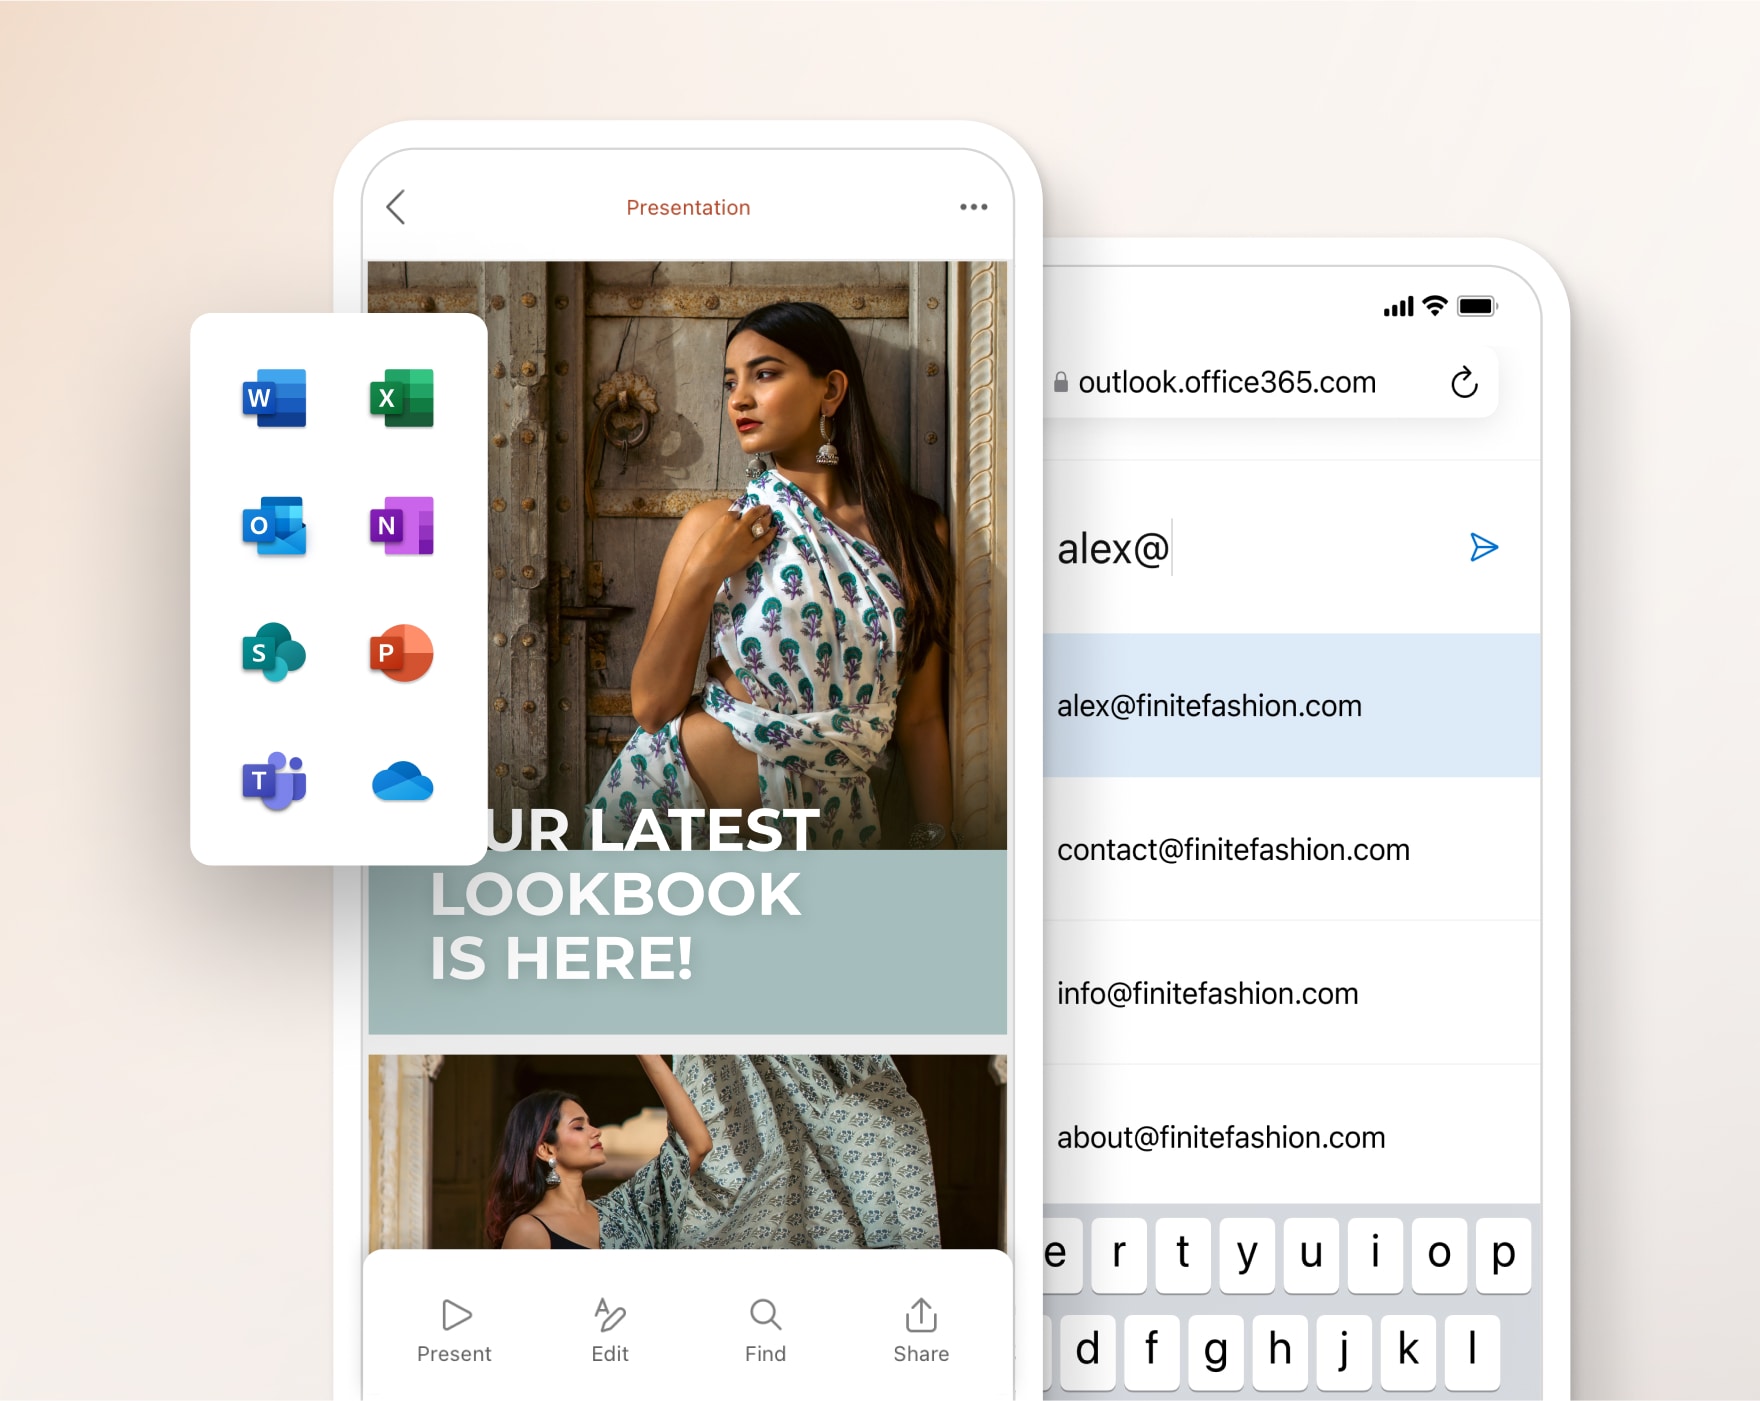 Presentation
W
X
O
N
S
P
T
UR LATEST
LOOKBOOK
IS HERE!
Present
Edit
Find
Share
outlook.office365.com
alex@
alex@finitefashion.com
contact@finitefashion.com
info@finitefashion.com
about@finitefashion.com
e r t y u i o p
d f g h j k l